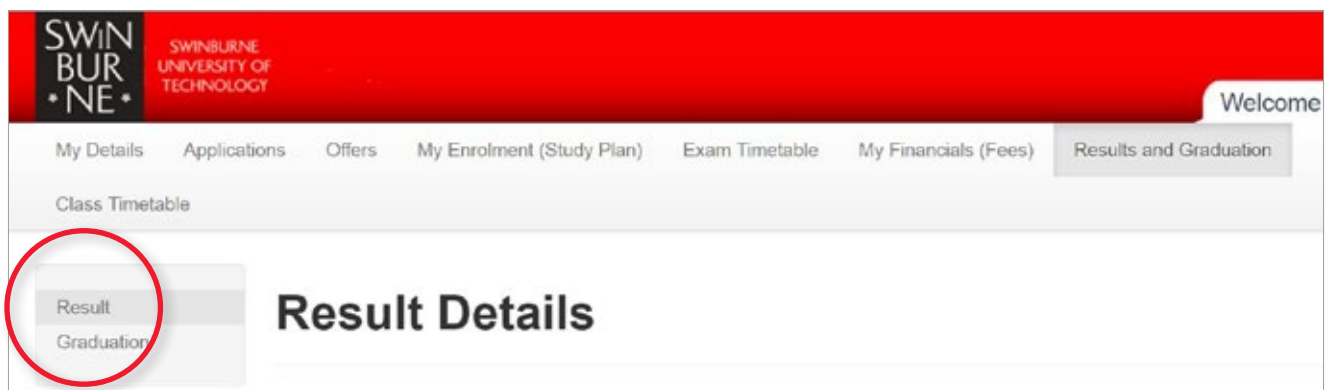 SWIN
BUR
*NE*
SWINBURNE
UNIVERSITY OF
TECHNOLOGY
Welcome
My Details Applications Offers My Enrolment (Study Plan) Exam Timetable My Financials (Fees) Results and Graduation
Class Timetable
Result
Graduation
Result Details